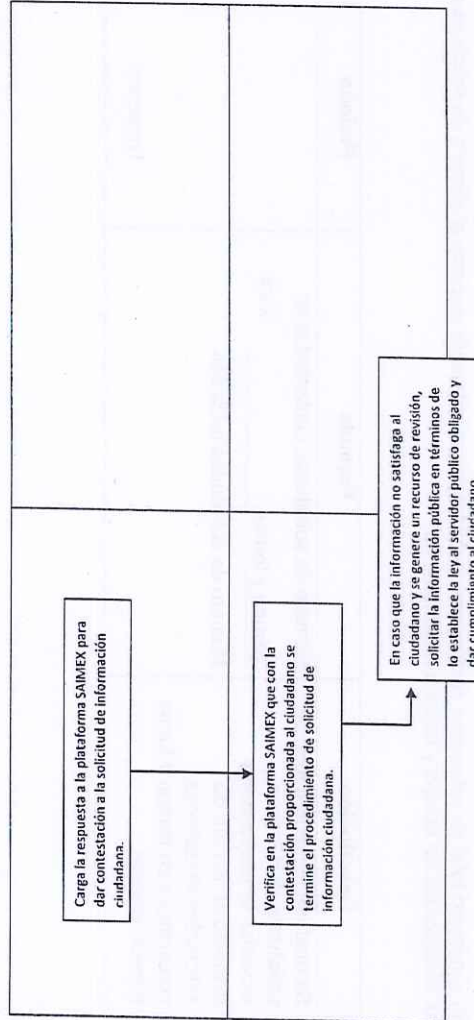 Carga la respuesta a la plataforma SAIMEX para
dar contestación a la solicitud de información
ciudadana.
Verifica en la plataforma SAIMEX que con la
contestación proporcionada al ciudadano se
termine el procedimiento de solicitud de
información ciudadana.
En caso que la información no satisfaga al
ciudadano y se genere un recurso de revisión,
solicitar la información pública en términos de
lo establece la ley al servidor público obligado y
dar cumplimiento al ciudadano